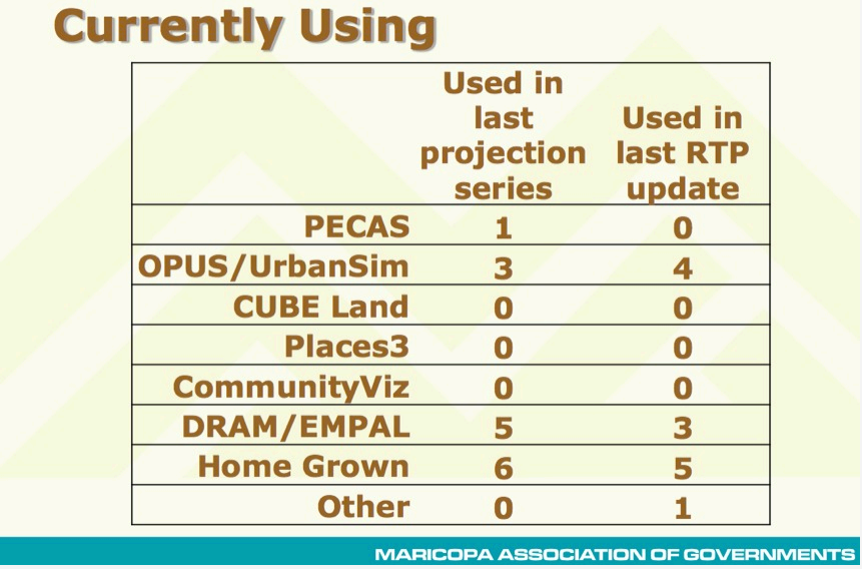 Currently Using
Used in
last
projection
series
Used in
last RTP
update
PECAS 1 0
OPUS/UrbanSim 3 4
CUBE Land 0 0
Places3 0 0
CommunityViz 0 0
DRAM/EMPAL 5 3
Home Grown 6 5
Other 0 1
MARICOPA ASSOCIATION OF GOVERNMENTS